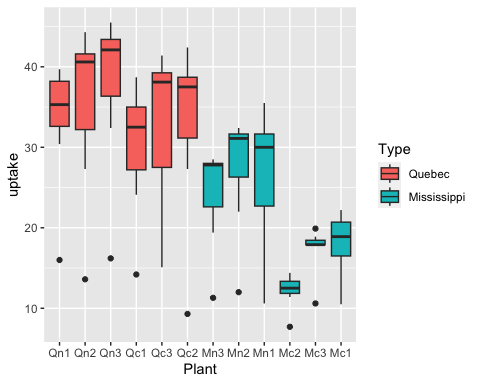 40
30
20
10
uptake
Qn1 Qn2 Qn3 Qc1 Qc3 Qc2 Mn3 Mn2 Mn1 Mc2 Mc3 Mc1
Plant
Type
Quebec
Mississippi